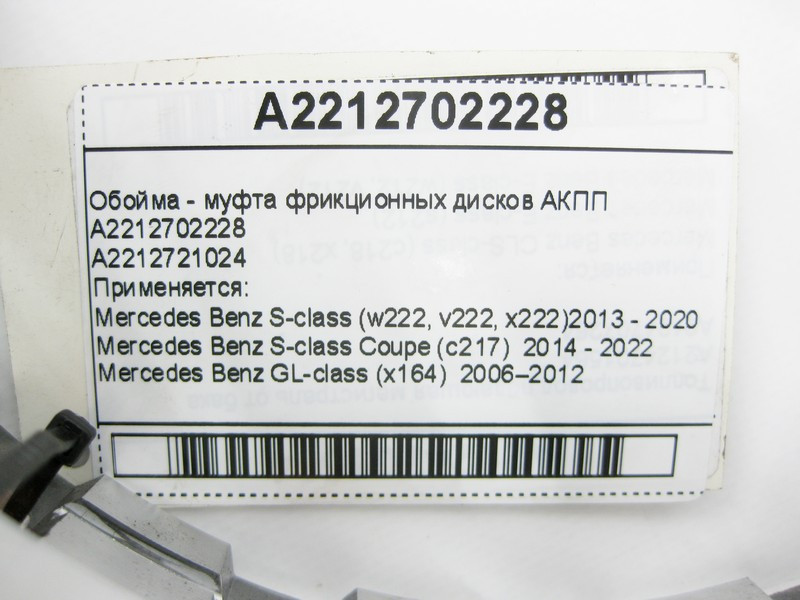 A2212702228
Обойма - муфта фрикционных дисков АКПП
A2212702228
A2212721024
Применяется:
Mercedes Benz S-class (w222, v222, x222)2013 - 2020
Mercedes Benz S-class Coupe (c217) 2014 - 2022
Mercedes Benz GL-class (x164) 2006–2012